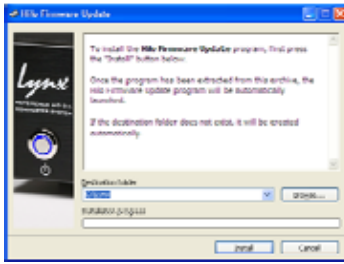 Hilo Firmware Update
To install the Hilo Firmware Update program, first press
the "Install" button below.
Once the program has been extracted from this archive, the
Hilo Firmware Update program will be automatically
launched.
If the destination folder does not exist, it will be created
automatically.
Lynx
Destination folder
Browse...
Installation progress
Install
Cancel